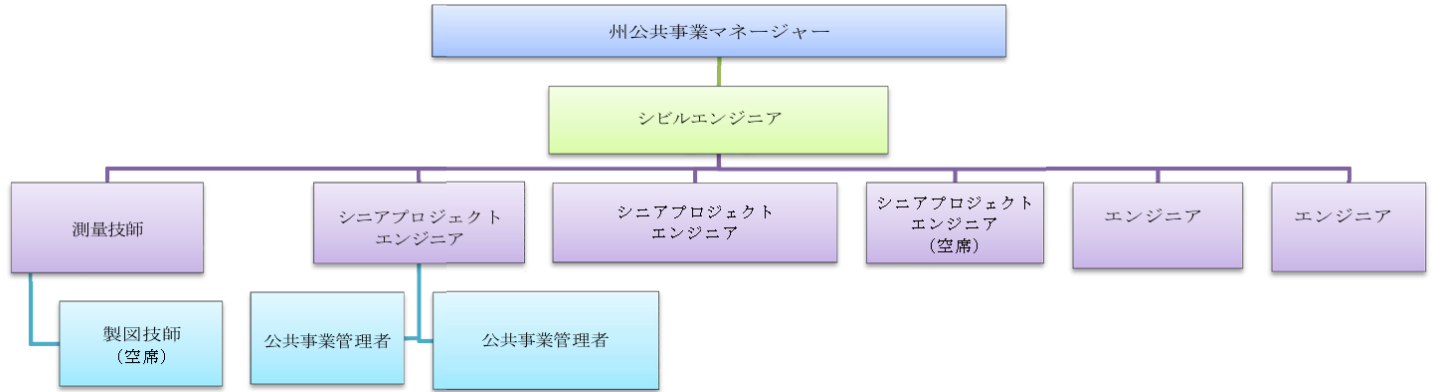 州公共事業マネージャー
シビルエンジニア
測量技師
シニアプロジェクト
エンジニア
シニアプロジェクト
エンジニア
シニアプロジェクト
エンジニア
（空席）
エンジニア
エンジニア
製図技師
（空席）
公共事業管理者
公共事業管理者